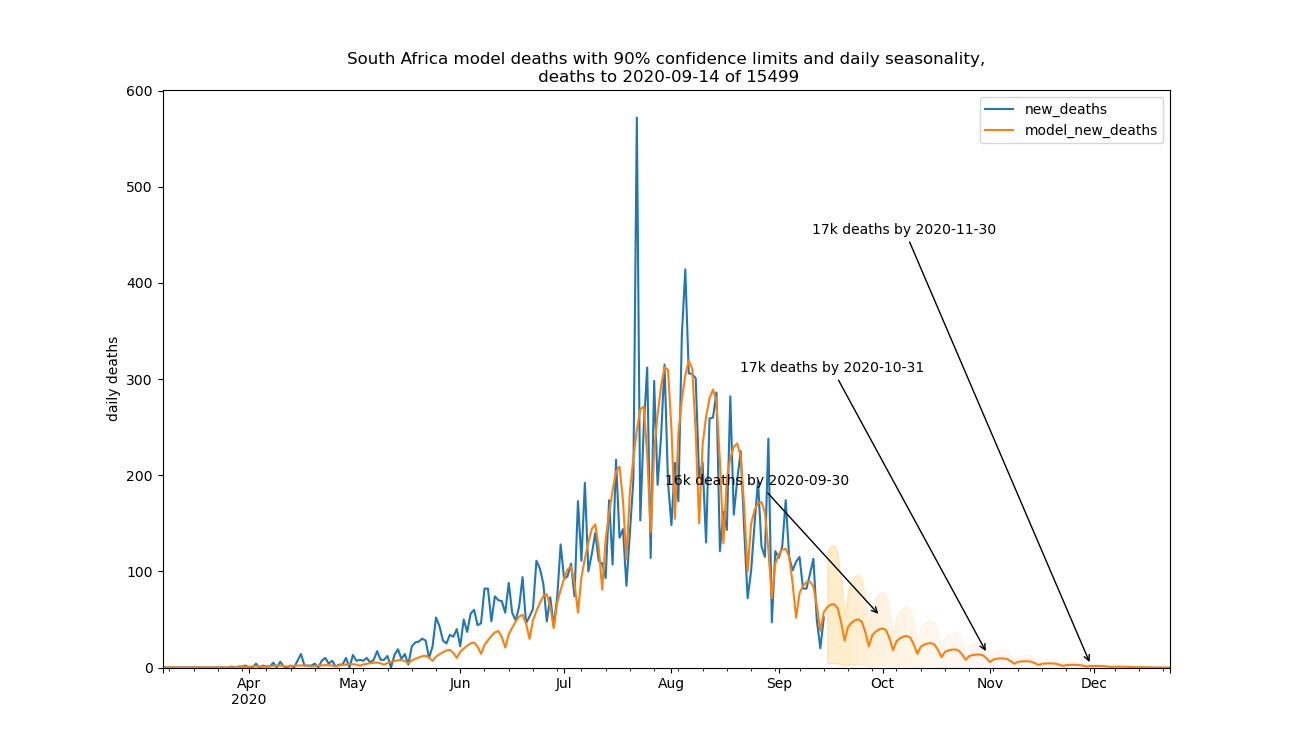 South Africa model deaths with 90% confidence limits and daily seasonality,
deaths to 2020-09-14 of 15499
600
new_deaths
model_new_deaths
500
17k deaths by 2020-11-30
400
daily deaths
17k deaths by 2020-10-31
300
16k deaths by 2020-09-30
200
100
0
Apr May Jun Jul Aug Sep Oct Nov Dec
2020